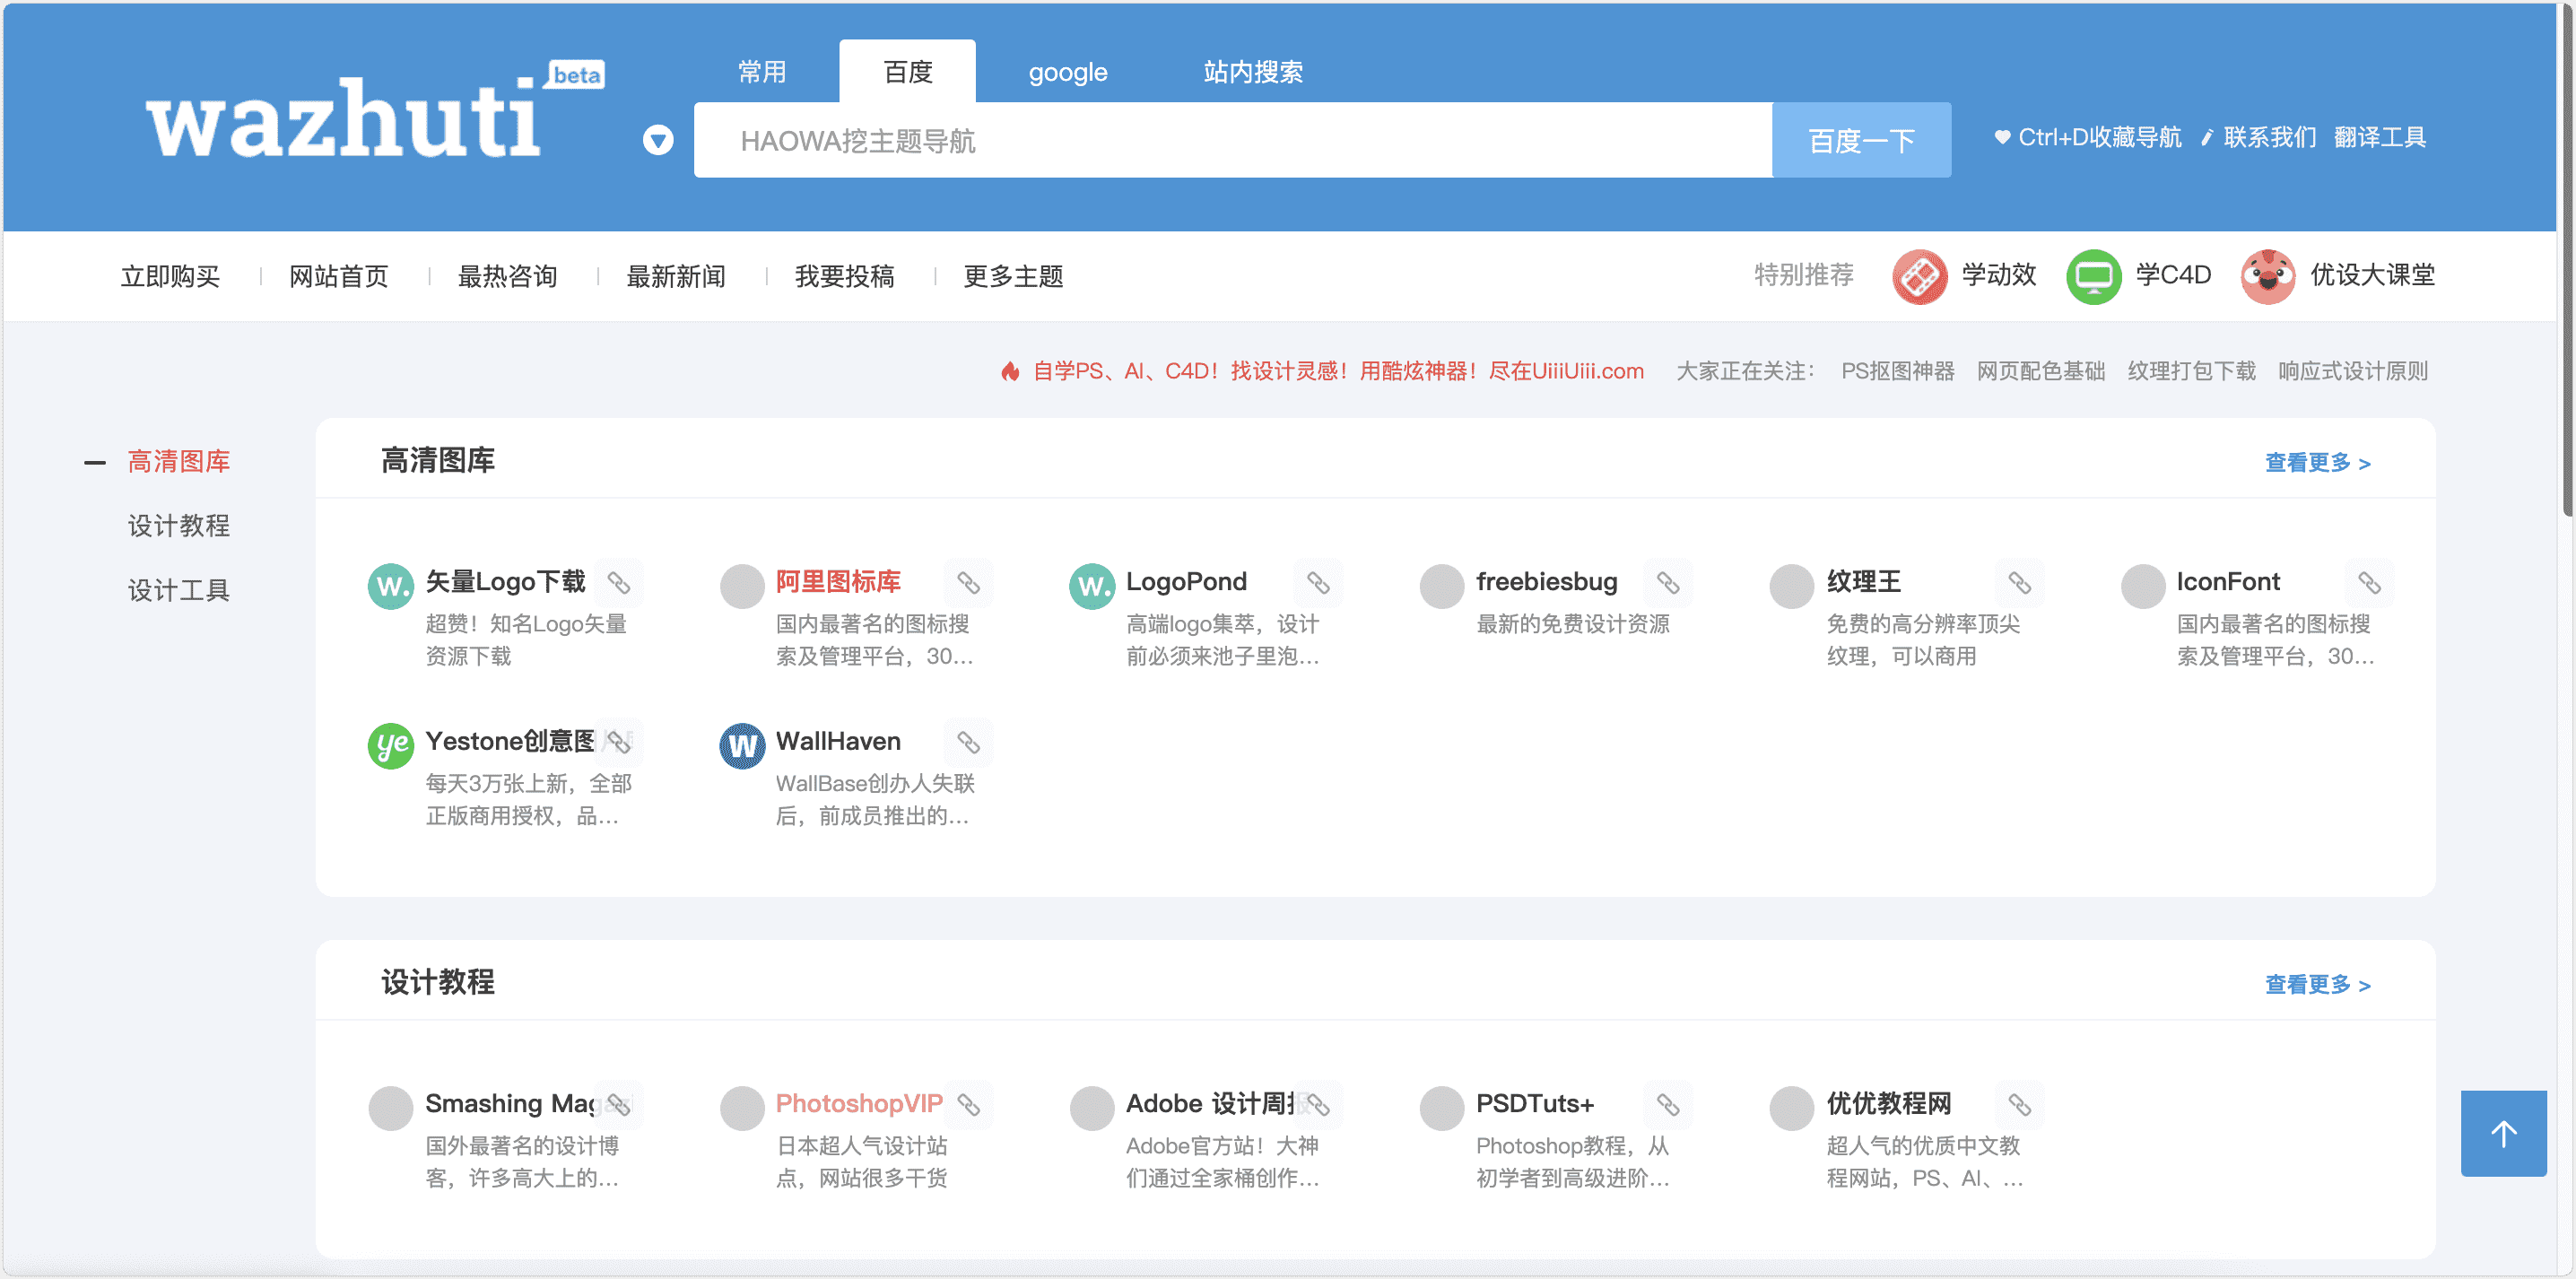 wazhuti beta
常用 百度 google 站内搜索
HAOWA挖主题导航 百度一下
Ctrl+D收藏导航 联系我们 翻译工具
立即购买 网站首页 最热咨询 最新新闻 我要投稿 更多主题
特别推荐 学动效 学C4D 优设大课堂
自学PS、AI、C4D！找设计灵感！用酷炫神器！尽在UiiiUiii.com 大家正在关注： PS抠图神器 网页配色基础 纹理打包下载 响应式设计原则
高清图库
设计教程
设计工具
高清图库 查看更多 >
W. 矢量Logo下载
超赞！知名Logo矢量
资源下载
阿里图标库
国内最著名的图标搜
索及管理平台，30...
W. LogoPond
高端logo集萃，设计
前必须来池子里泡...
freebiesbug
最新的免费设计资源
纹理王
免费的高分辨率顶尖
纹理，可以商用
IconFont
国内最著名的图标搜
索及管理平台，30...
ye Yestone创意图
每天3万张上新，全部
正版商用授权，品...
W WallHaven
WallBase创办人失联
后，前成员推出的...
设计教程 查看更多 >
Smashing Magaz
国外最著名的设计博
客，许多高大上的...
PhotoshopVIP
日本超人气设计站
点，网站很多干货
Adobe 设计周报
Adobe官方站！大神
们通过全家桶创作...
PSDTuts+
Photoshop教程，从
初学者到高级进阶...
优优教程网
超人气的优质中文教
程网站，PS、AI、...